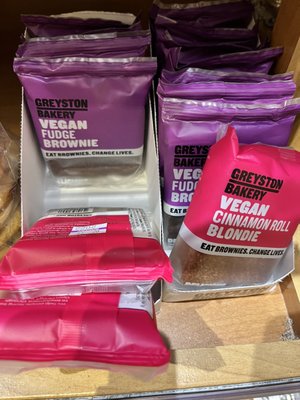 GREYSTON
BAKERY
VEGAN
FUDGE
BROWNIE
EAT BROWNIES. CHANGE LIVES.
GREYSTON
BAKERY
VEGAN
FUDGE
BROWNIE
GREYSTON
BAKERY
VEGAN
CINNAMON ROLL
BLONDIE
EAT BROWNIES. CHANGE LIVES.